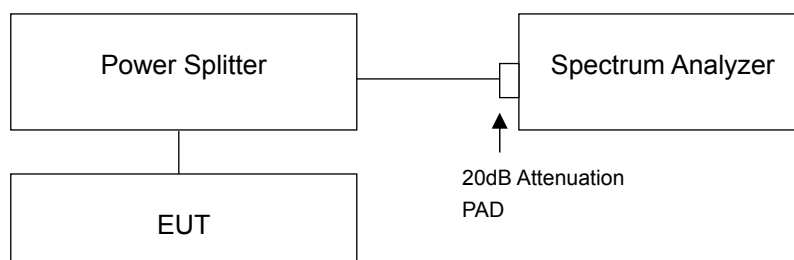 Power Splitter
Spectrum Analyzer
20dB Attenuation
PAD
EUT